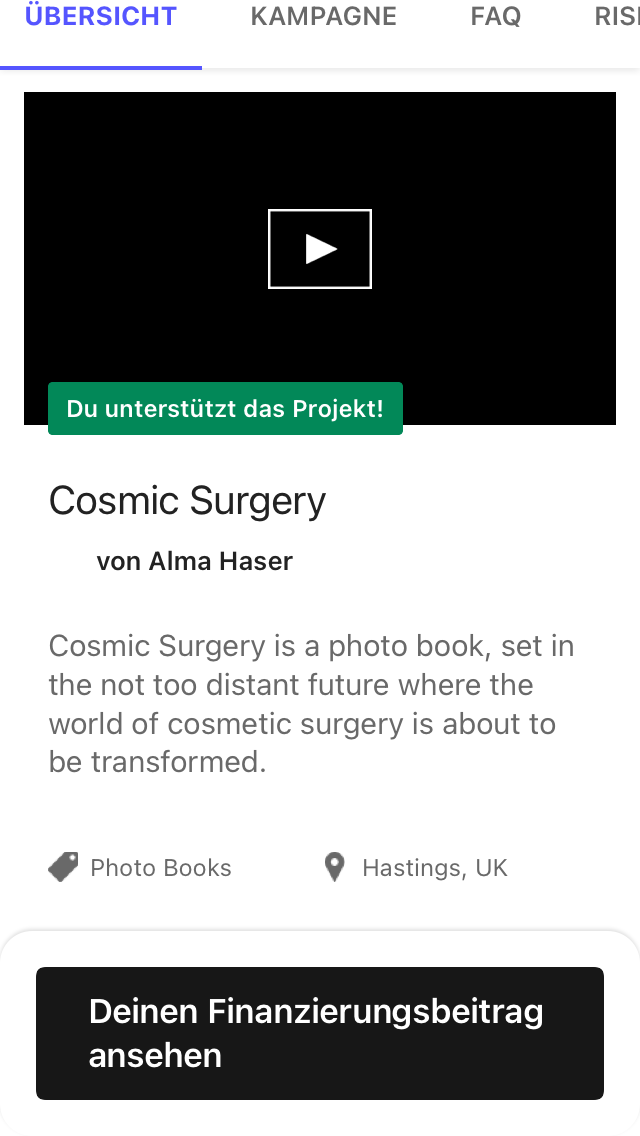 ÜBERSICHT KAMPAGNE FAQ RISI
Du unterstützt das Projekt!
Cosmic Surgery
von Alma Haser
Cosmic Surgery is a photo book, set in
the not too distant future where the
world of cosmetic surgery is about to
be transformed.
Photo Books Hastings, UK
Deinen Finanzierungsbeitrag
ansehen